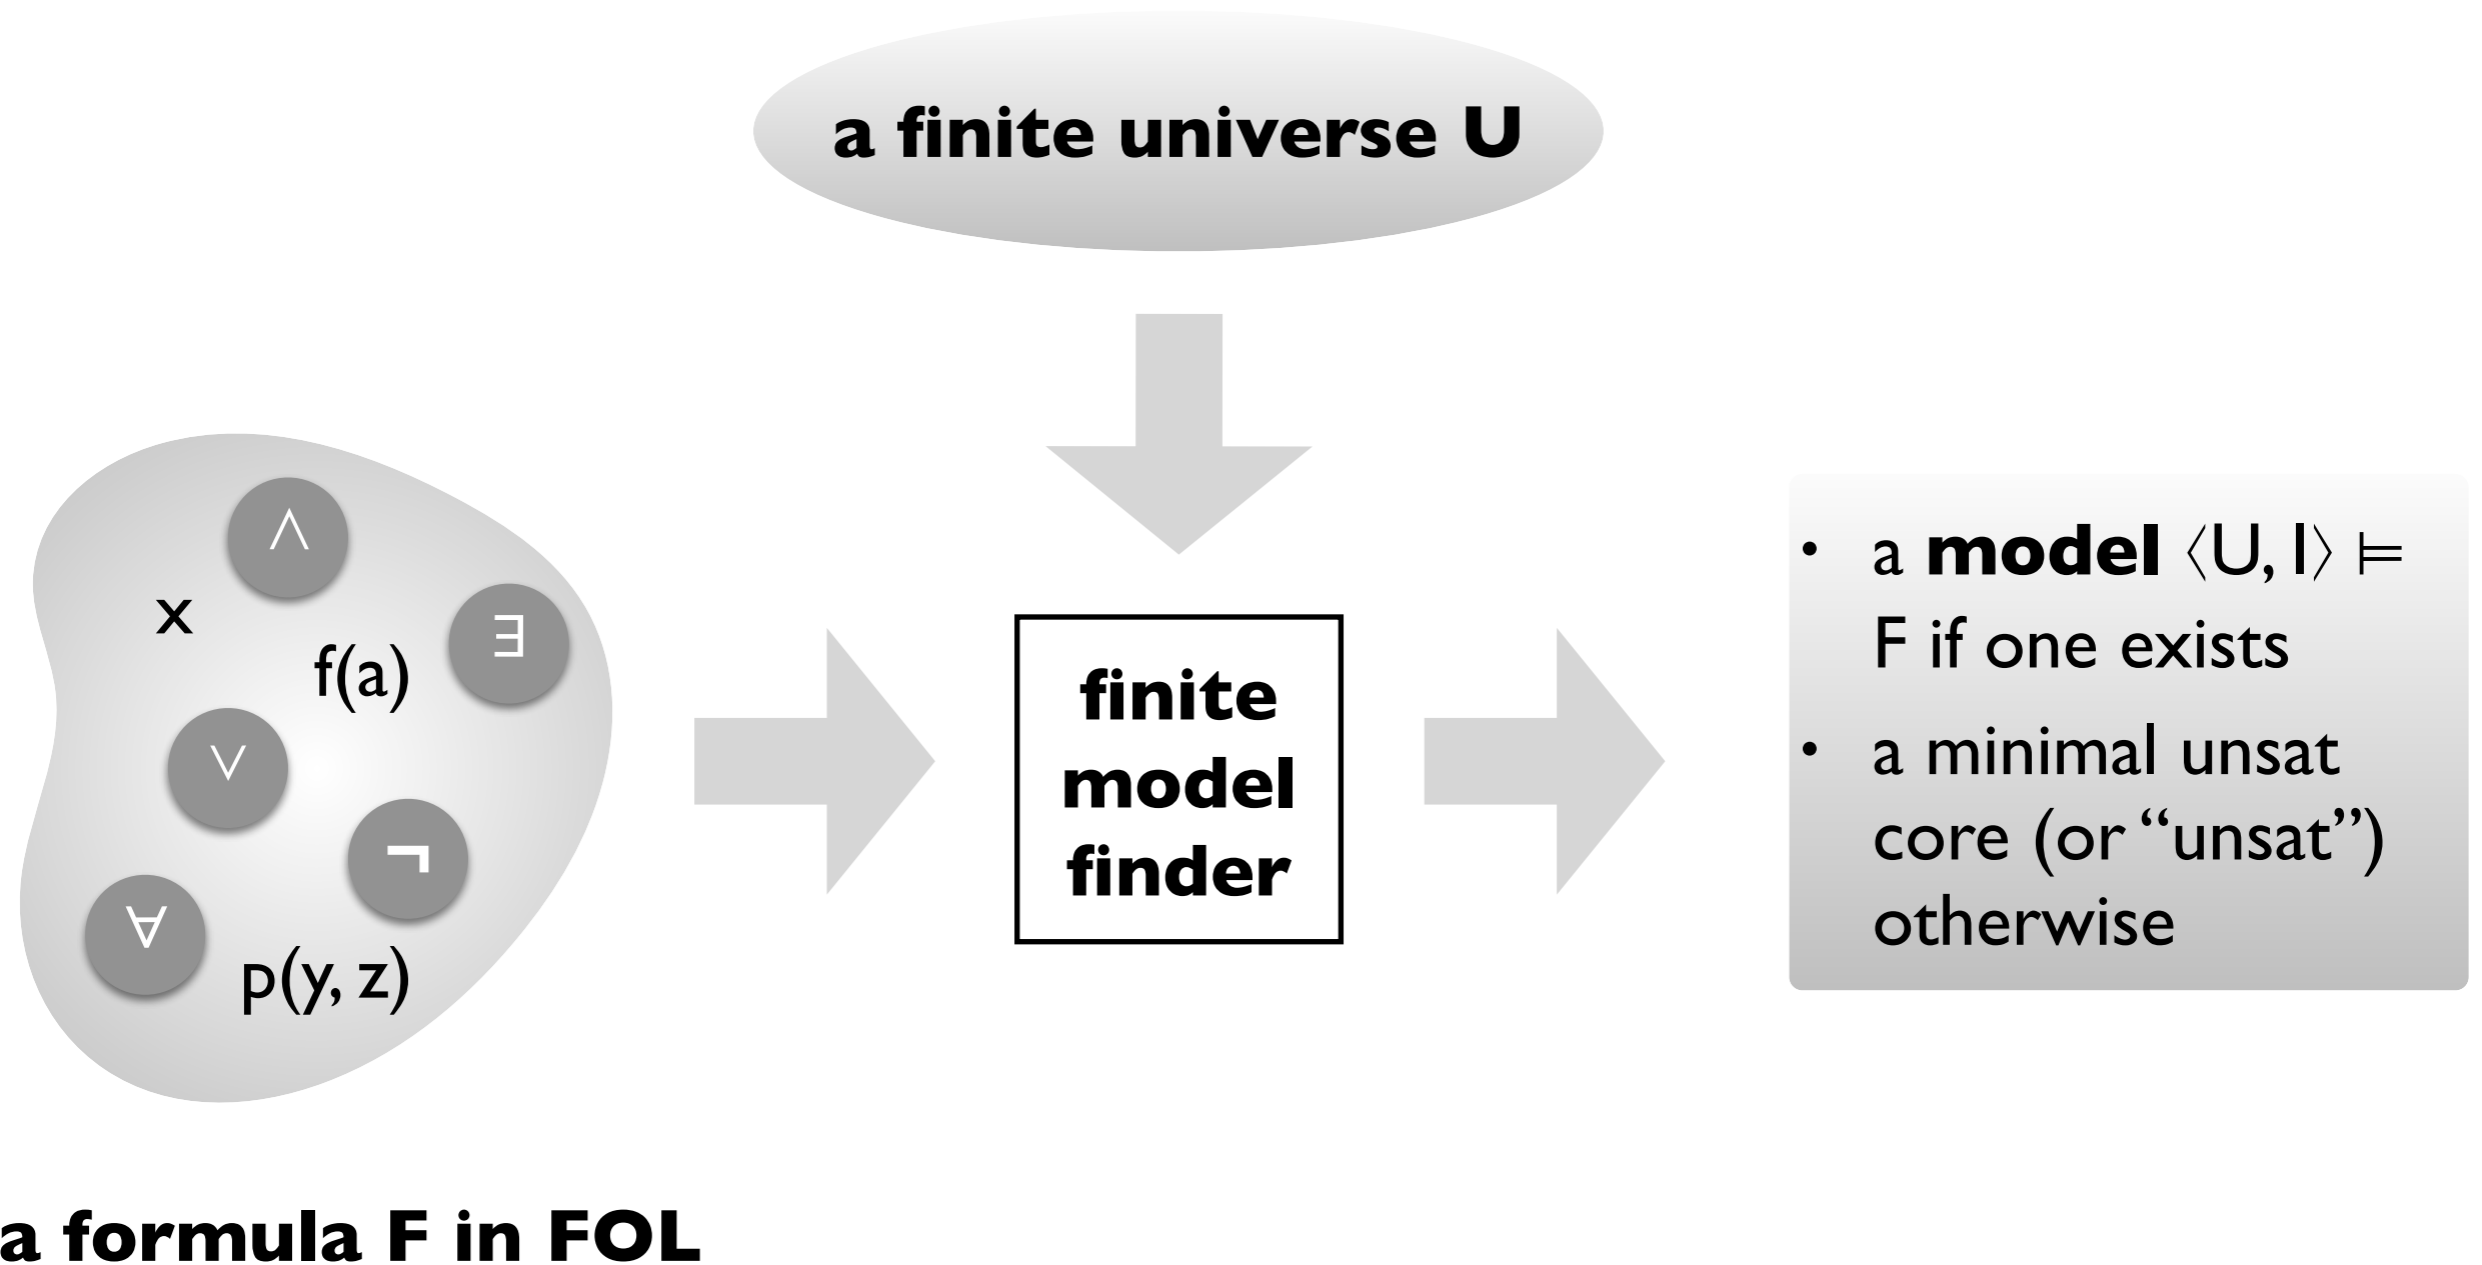 a finite universe U
∧
x
∃
f(a)
∨
¬
∀
p(y, z)
finite
model
finder
• a model ⟨U, I⟩ ⊨
F if one exists
• a minimal unsat
core (or “unsat”)
otherwise
a formula F in FOL